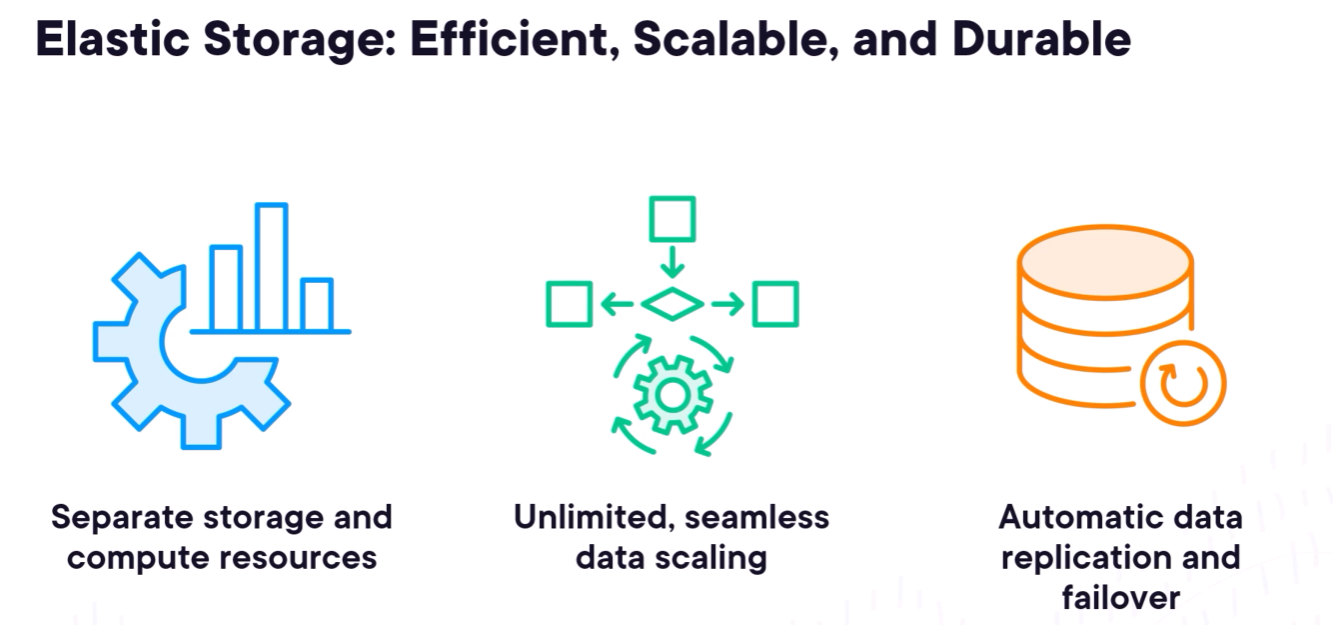 Elastic Storage: Efficient, Scalable, and Durable
Separate storage and
compute resources
Unlimited, seamless
data scaling
Automatic data
replication and
failover